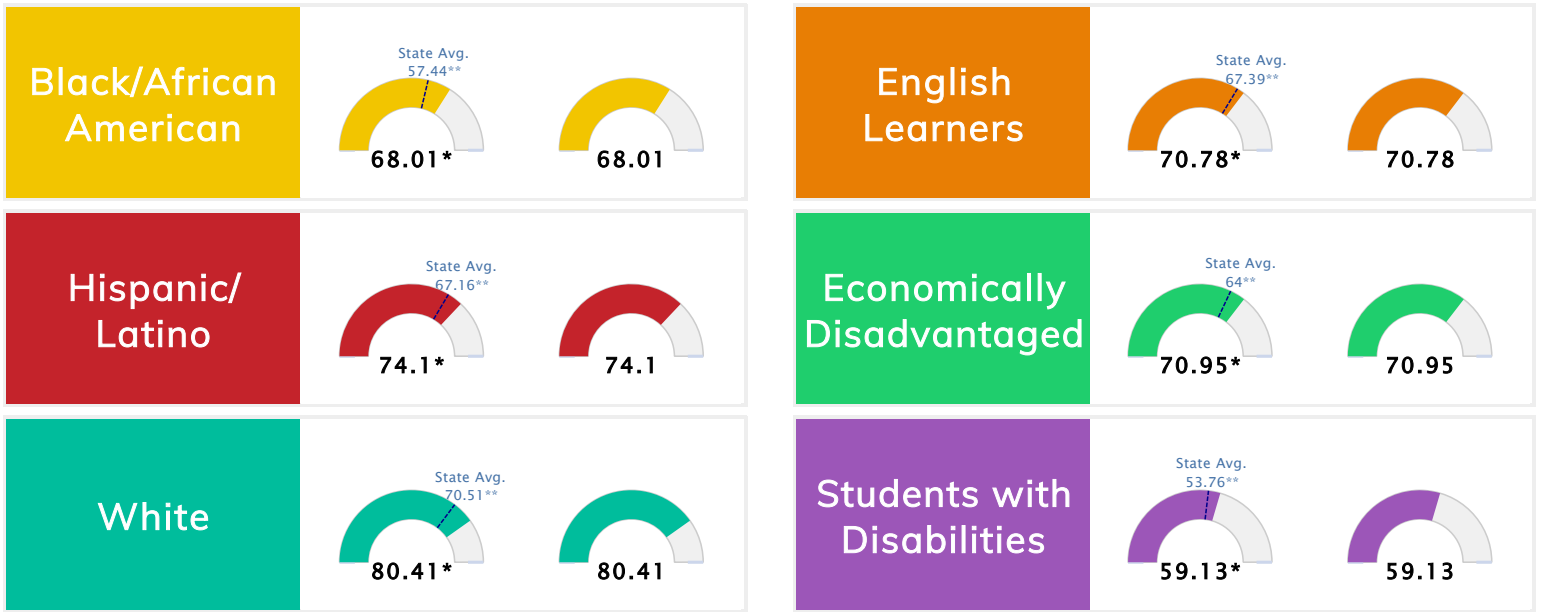 Black/African
American
State Avg.
57.44**
68.01*
68.01
English
Learners
State Avg.
67.39**
70.78*
70.78
Hispanic/
Latino
State Avg.
67.16**
74.1*
74.1
Economically
Disadvantaged
State Avg.
64**
70.95*
70.95
White
State Avg.
70.51**
80.41*
80.41
Students with
Disabilities
State Avg.
53.76**
59.13*
59.13